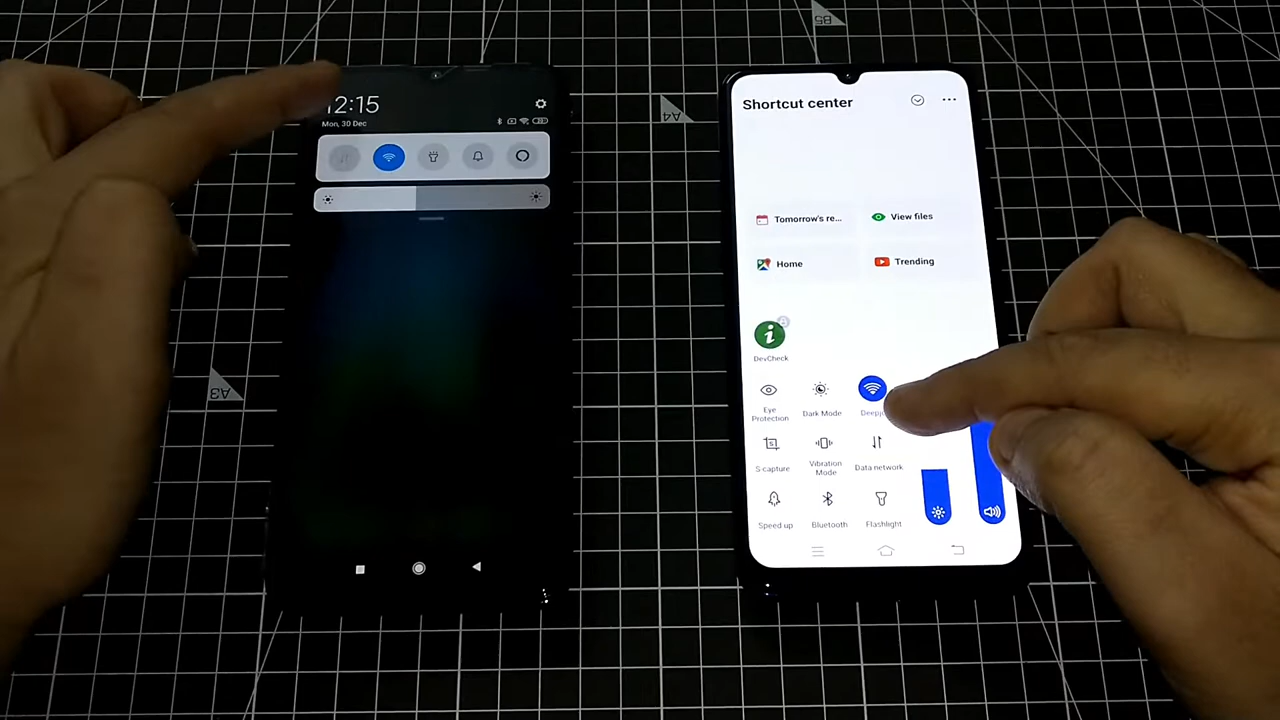 B5
A4
A3
12:15
Mon, 30 Dec
Shortcut center
Tomorrow's re...
View files
Home
Trending
DevCheck
Eye Protection
Dark Mode
S-capture
Vibration Mode
Data network
Speed up
Bluetooth
Flashlight